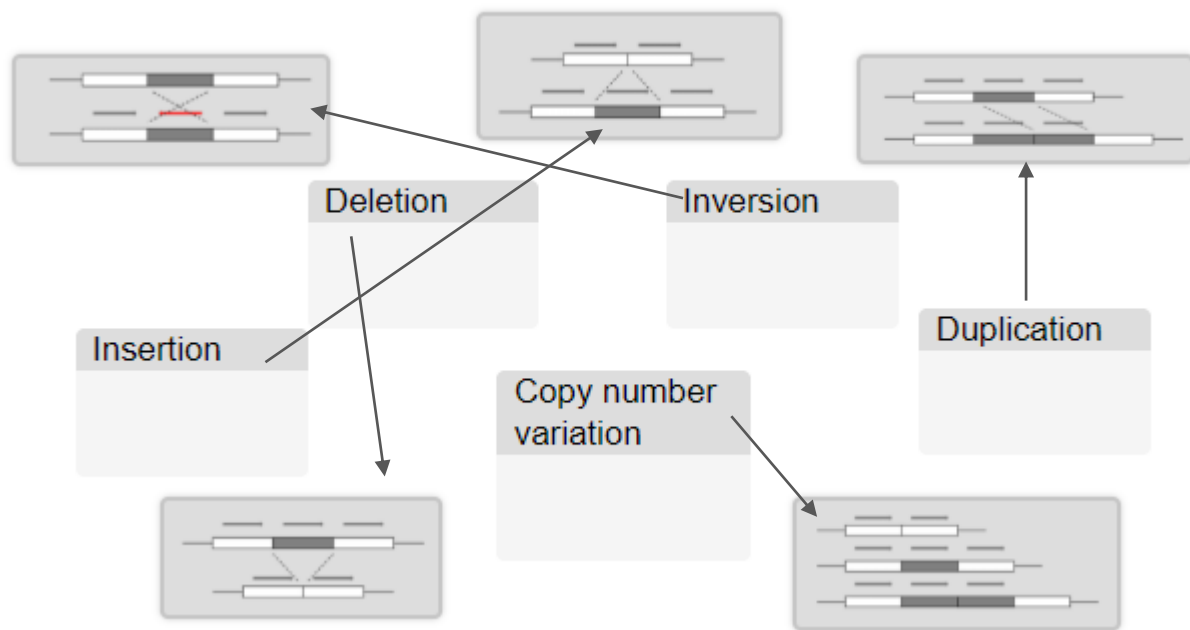 Deletion
Inversion
Insertion
Duplication
Copy number
variation